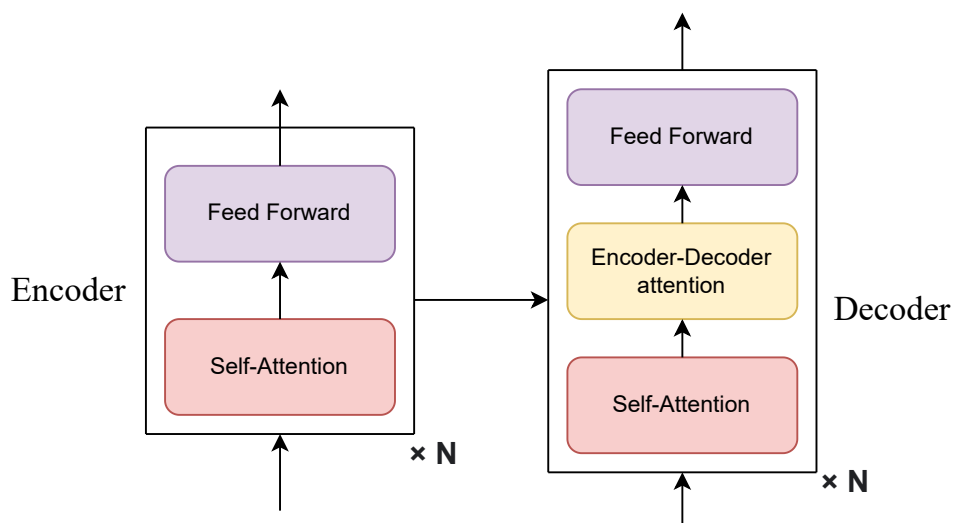 Encoder
Feed Forward
Self-Attention
× N
Feed Forward
Encoder-Decoder
attention
Self-Attention
Decoder
× N